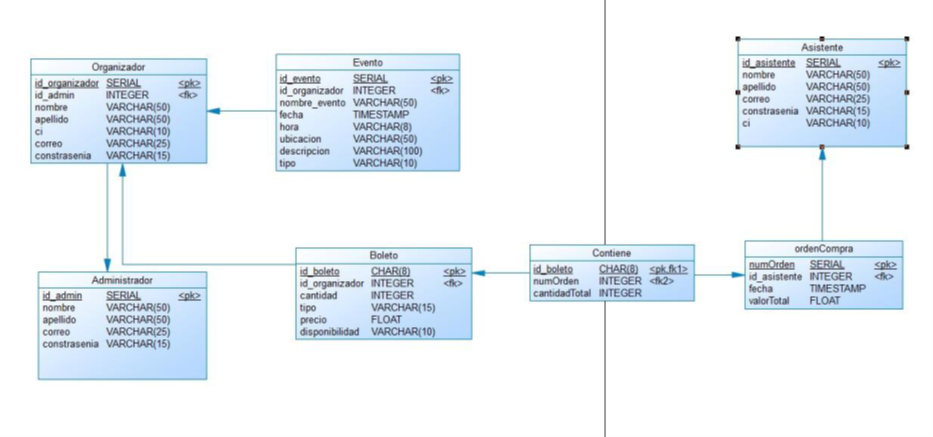 Organizador
id_organizador SERIAL <pk>
id_admin INTEGER <fk>
nombre VARCHAR(50)
apellido VARCHAR(50)
ci VARCHAR(10)
correo VARCHAR(25)
constrasenia VARCHAR(15)
Evento
id_evento SERIAL <pk>
id_organizador INTEGER <fk>
nombre_evento VARCHAR(50)
fecha TIMESTAMP
hora VARCHAR(8)
ubicacion VARCHAR(50)
descripcion VARCHAR(100)
tipo VARCHAR(10)
Asistente
id_asistente SERIAL <pk>
nombre VARCHAR(50)
apellido VARCHAR(50)
correo VARCHAR(25)
constrasenia VARCHAR(15)
ci VARCHAR(10)
Administrador
id_admin SERIAL <pk>
nombre VARCHAR(50)
apellido VARCHAR(50)
correo VARCHAR(25)
constrasenia VARCHAR(15)
Boleto
id_boleto CHAR(8) <pk>
id_organizador INTEGER <fk>
cantidad INTEGER
tipo VARCHAR(15)
precio FLOAT
disponibilidad VARCHAR(10)
Contiene
id_boleto CHAR(8) <pk,fk1>
numOrden INTEGER <fk2>
cantidadTotal INTEGER
ordenCompra
numOrden SERIAL <pk>
id_asistente INTEGER <fk>
fecha TIMESTAMP
valorTotal FLOAT